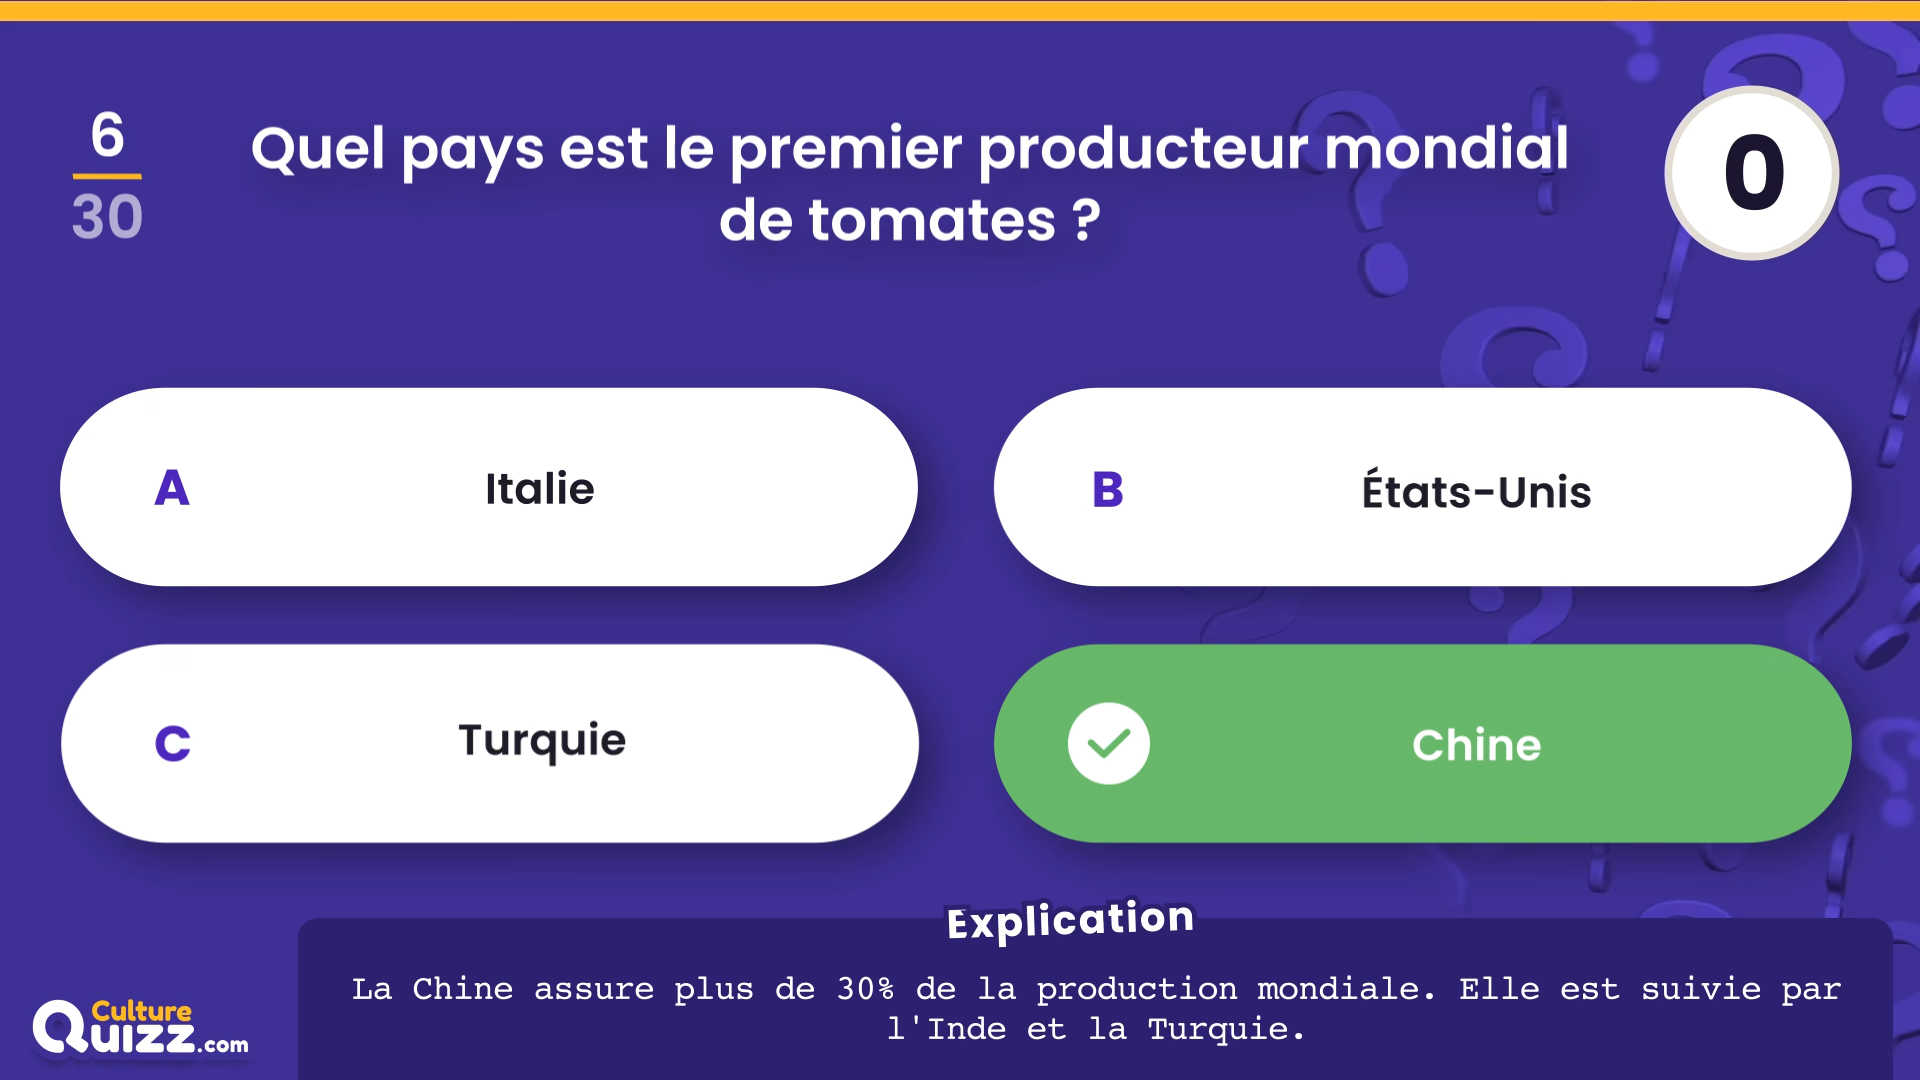 6
30
Quel pays est le premier producteur mondial
de tomates ?
0
A
Italie
B
États-Unis
C
Turquie
Chine
Explication
La Chine assure plus de 30% de la production mondiale. Elle est suivie par
l'Inde et la Turquie.
Culture
Quizz.com